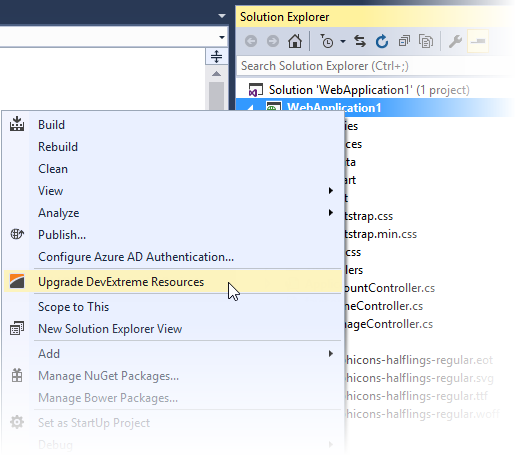 Solution Explorer
Search Solution Explorer (Ctrl+;)
Solution 'WebApplication1' (1 project)
WebApplication1
Build
Rebuild
Clean
View
Analyze
Publish...
Configure Azure AD Authentication...
Upgrade DevExtreme Resources
Scope to This
New Solution Explorer View
Add
Manage NuGet Packages...
Manage Bower Packages...
Set as StartUp Project
Debug
ies
ces
ta
art
t
tstrap.css
tstrap.min.css
css
lers
ountController.cs
meController.cs
nageController.cs
hicons-halflings-regular.eot
hicons-halflings-regular.svg
hicons-halflings-regular.ttf
hicons-halflings-regular.woff